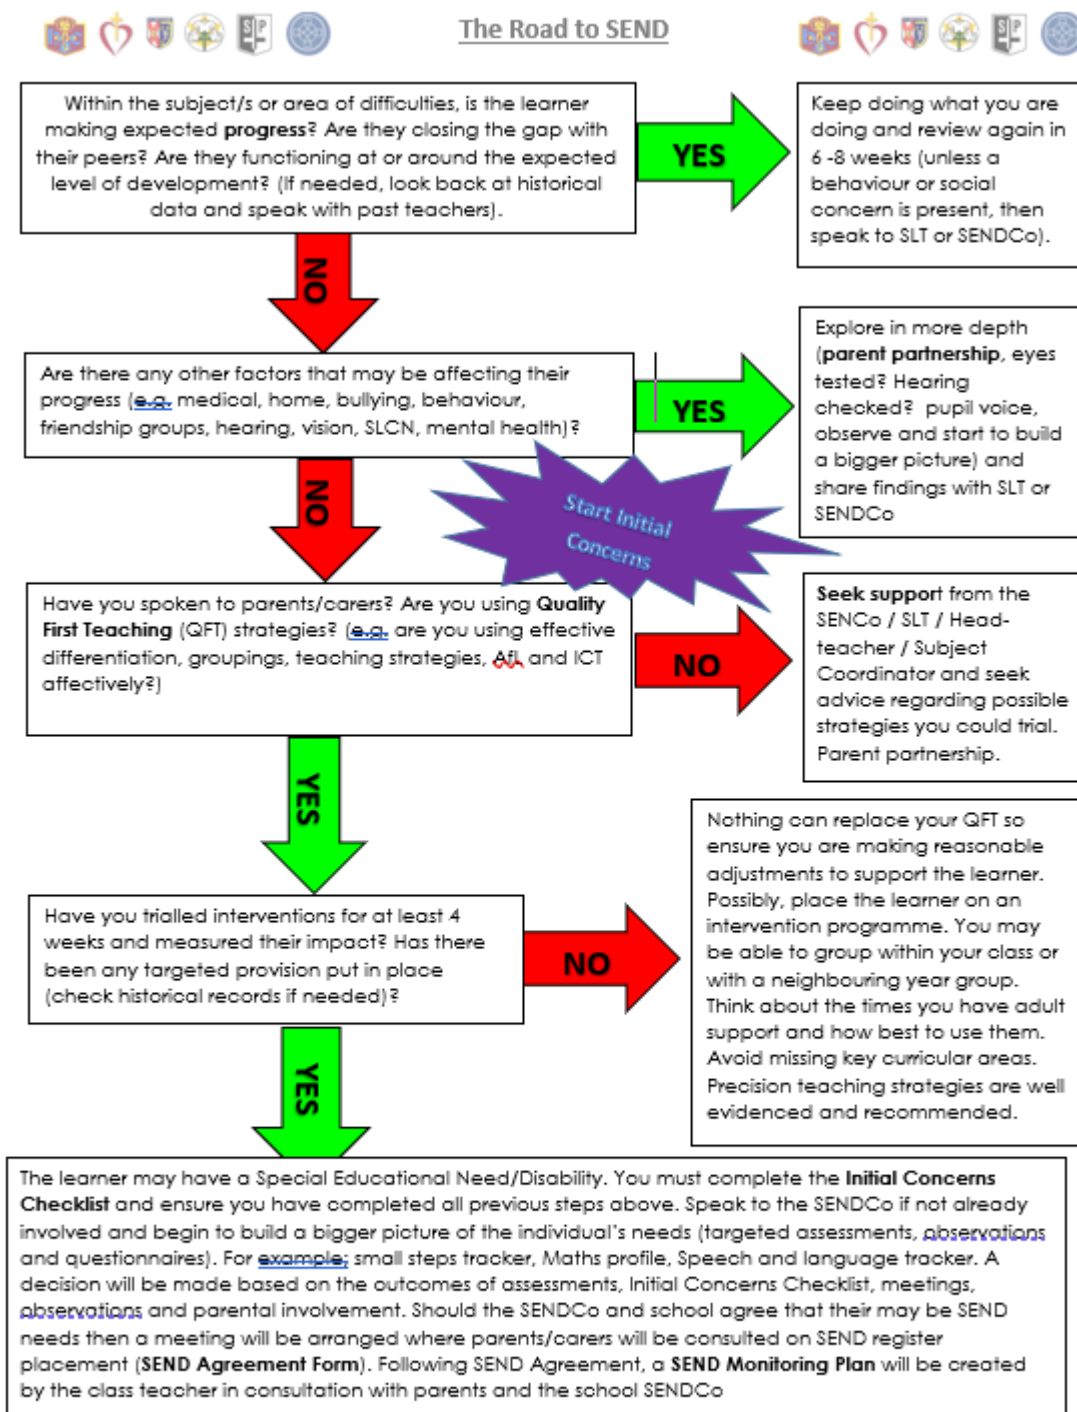 The Road to SEND
Within the subject/s or area of difficulties, is the learner
making expected progress? Are they closing the gap with
their peers? Are they functioning at or around the expected
level of development? (If needed, look back at historical
data and speak with past teachers).
YES
Keep doing what you are
doing and review again in
6 -8 weeks (unless a
behaviour or social
concern is present, then
speak to SLT or SENDCo).
NO
Are there any other factors that may be affecting their
progress (e.g. medical, home, bullying, behaviour,
friendship groups, hearing, vision, SLCN, mental health)?
YES
Explore in more depth
(parent partnership, eyes
tested? Hearing
checked? pupil voice,
observe and start to build
a bigger picture) and
share findings with SLT or
SENDCo
NO
Start Initial
Concerns
Have you spoken to parents/carers? Are you using Quality
First Teaching (QFT) strategies? (e.g. are you using effective
differentiation, groupings, teaching strategies, AfL and ICT
affectively?)
NO
Seek support from the
SENCo / SLT / Head-
teacher / Subject
Coordinator and seek
advice regarding possible
strategies you could trial.
Parent partnership.
YES
Have you trialled interventions for at least 4
weeks and measured their impact? Has there
been any targeted provision put in place
(check historical records if needed)?
NO
Nothing can replace your QFT so
ensure you are making reasonable
adjustments to support the learner.
Possibly, place the learner on an
intervention programme. You may
be able to group within your class or
with a neighbouring year group.
Think about the times you have adult
support and how best to use them.
Avoid missing key curricular areas.
Precision teaching strategies are well
evidenced and recommended.
YES
The learner may have a Special Educational Need/Disability. You must complete the Initial Concerns
Checklist and ensure you have completed all previous steps above. Speak to the SENDCo if not already
involved and begin to build a bigger picture of the individual's needs (targeted assessments, observations
and questionnaires). For example; small steps tracker, Maths profile, Speech and language tracker. A
decision will be made based on the outcomes of assessments, Initial Concerns Checklist, meetings,
observations and parental involvement. Should the SENDCo and school agree that their may be SEND
needs then a meeting will be arranged where parents/carers will be consulted on SEND register
placement (SEND Agreement Form). Following SEND Agreement, a SEND Monitoring Plan will be created
by the class teacher in consultation with parents and the school SENDCo